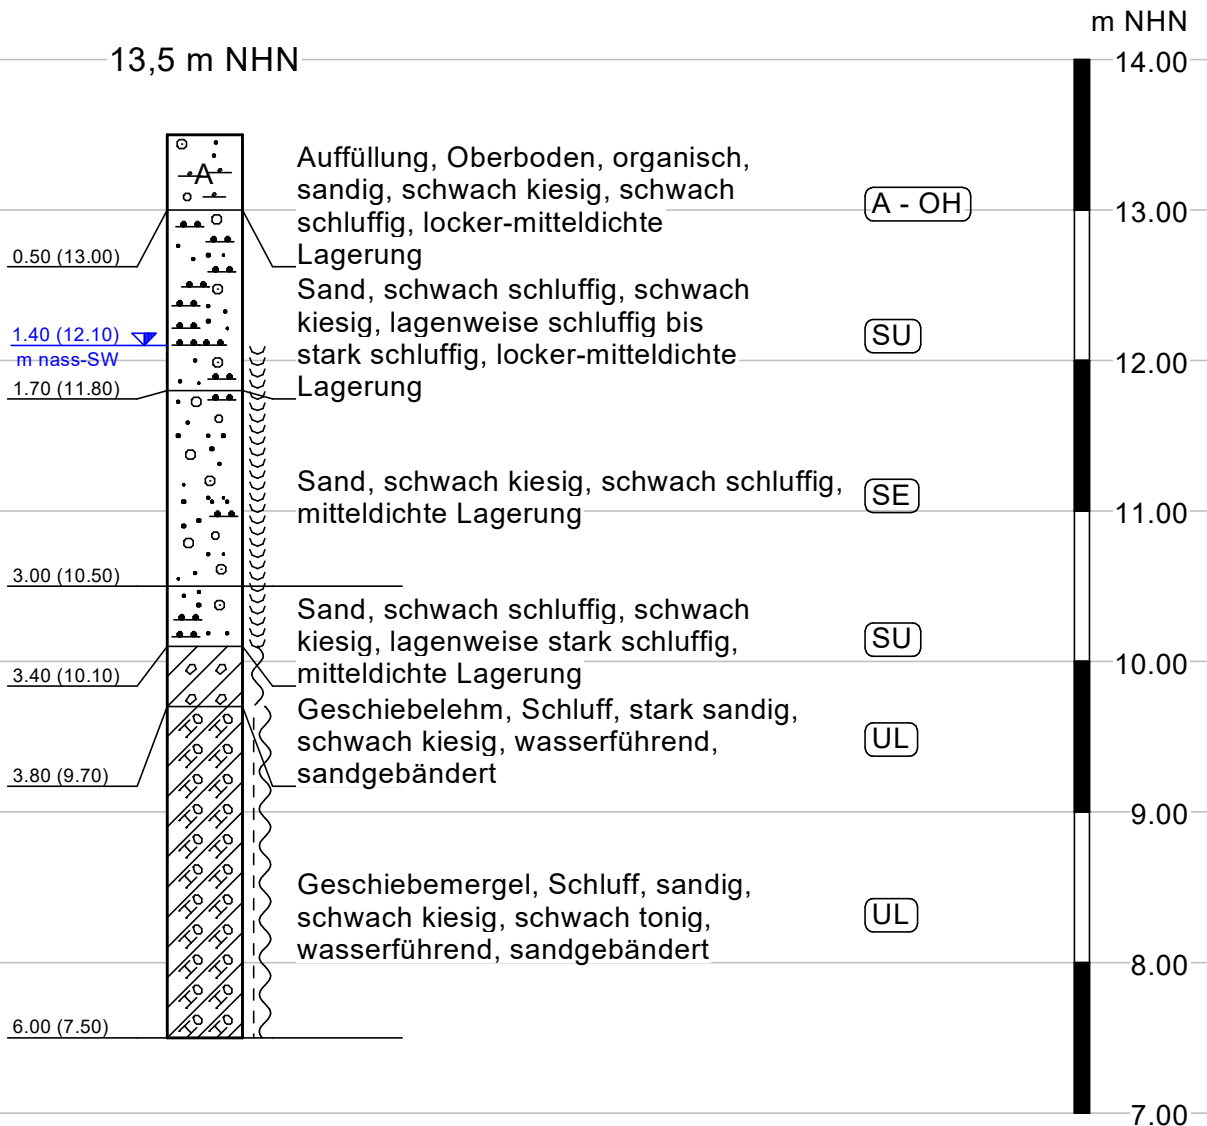 m NHN
13,5 m NHN
14.00
Auffüllung, Oberboden, organisch,
sandig, schwach kiesig, schwach
schluffig, locker-mitteldichte
Lagerung
A
A - OH
13.00
0.50 (13.00)
Sand, schwach schluffig, schwach
kiesig, lagenweise schluffig bis
stark schluffig, locker-mitteldichte
Lagerung
SU
1.40 (12.10)
m nass-SW
12.00
1.70 (11.80)
Sand, schwach kiesig, schwach schluffig,
mitteldichte Lagerung
SE
11.00
3.00 (10.50)
Sand, schwach schluffig, schwach
kiesig, lagenweise stark schluffig,
mitteldichte Lagerung
SU
10.00
3.40 (10.10)
Geschiebelehm, Schluff, stark sandig,
schwach kiesig, wasserführend,
sandgebändert
UL
3.80 (9.70)
9.00
Geschiebemergel, Schluff, sandig,
schwach kiesig, schwach tonig,
wasserführend, sandgebändert
UL
8.00
6.00 (7.50)
7.00